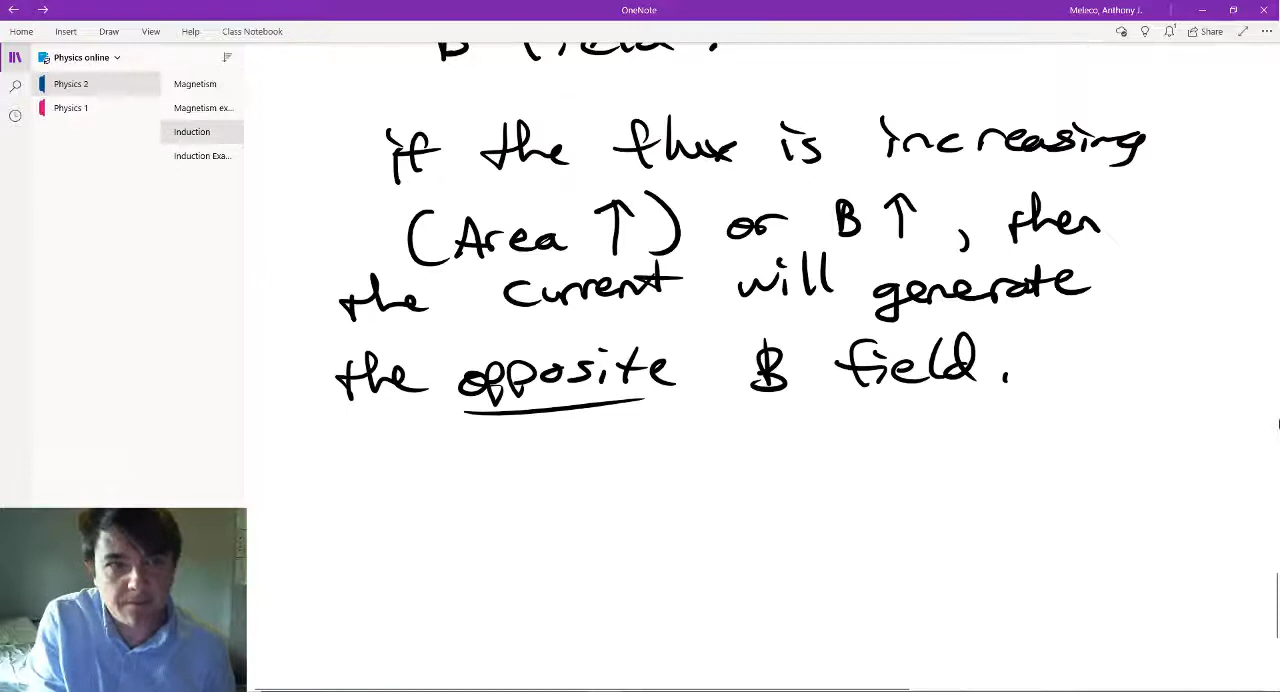 OneNote
Meleco, Anthony J.
Home Insert Draw View Help Class Notebook
Share
Physics online
Physics 2
Physics 1
Magnetism
Magnetism ex...
Induction
Induction Exa...
B field.
if the flux is increasing
(Area ↑) or B ↑, then
the current will generate
the opposite B field.